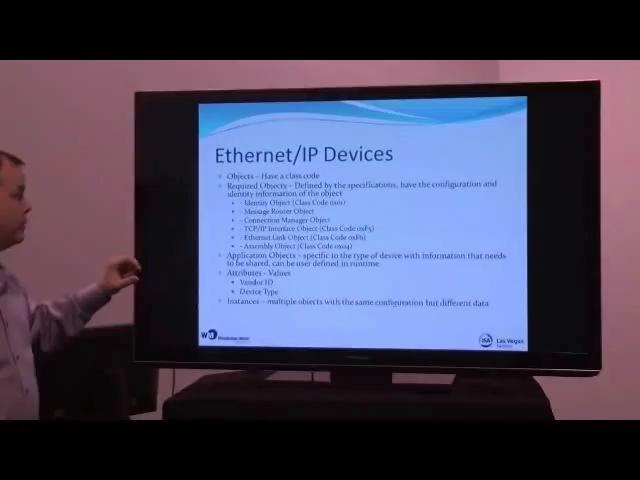 Ethernet/IP Devices
Objects – Have a class code
Required Objects – Defined by the specifications, have the configuration and
identity information of the object
- Identity Object (Class Code 0x01)
- Message Router Object
- Connection Manager Object
- TCP/IP Interface Object (Class Code 0xF5)
- Ethernet Link Object (Class Code 0xF6)
- Assembly Object (Class Code 0x04)
Application Objects – specific to the type of device with information that needs
to be shared, can be user defined in runtime
Attributes - Values
Vendor ID
Device Type
Instances – multiple objects with the same configuration but different data
ISA
Las Vegas